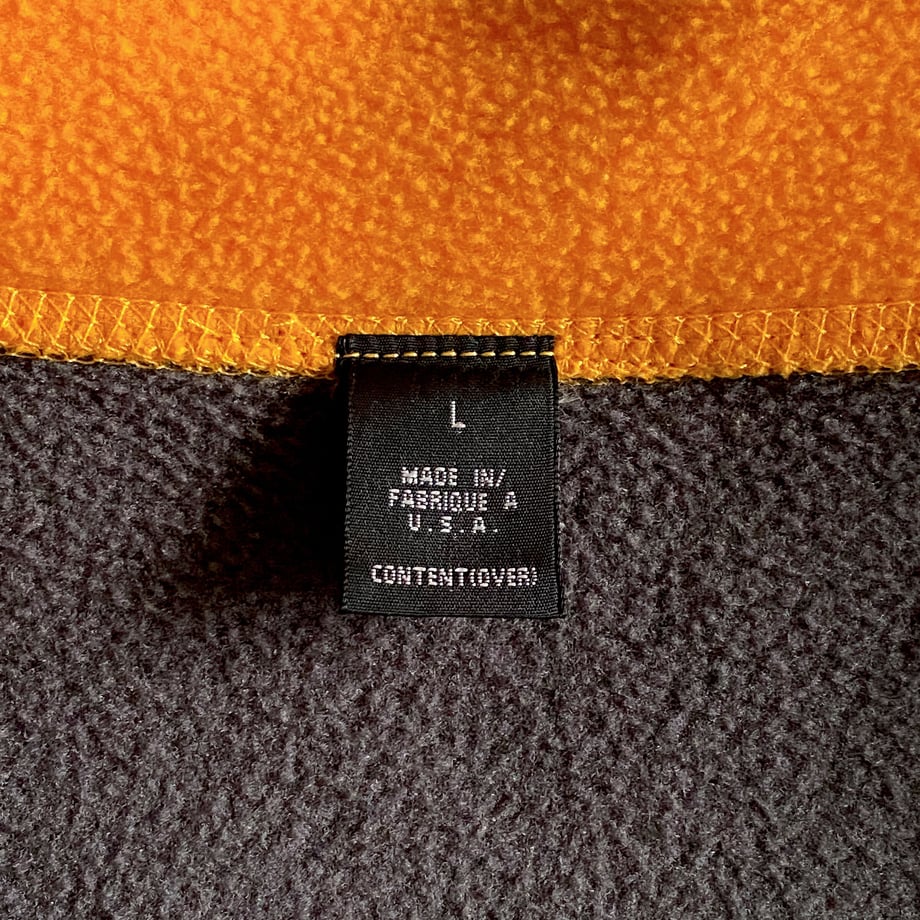 L
MADE IN/
FABRIQUE A
U.S.A.
CONTENT(OVER)